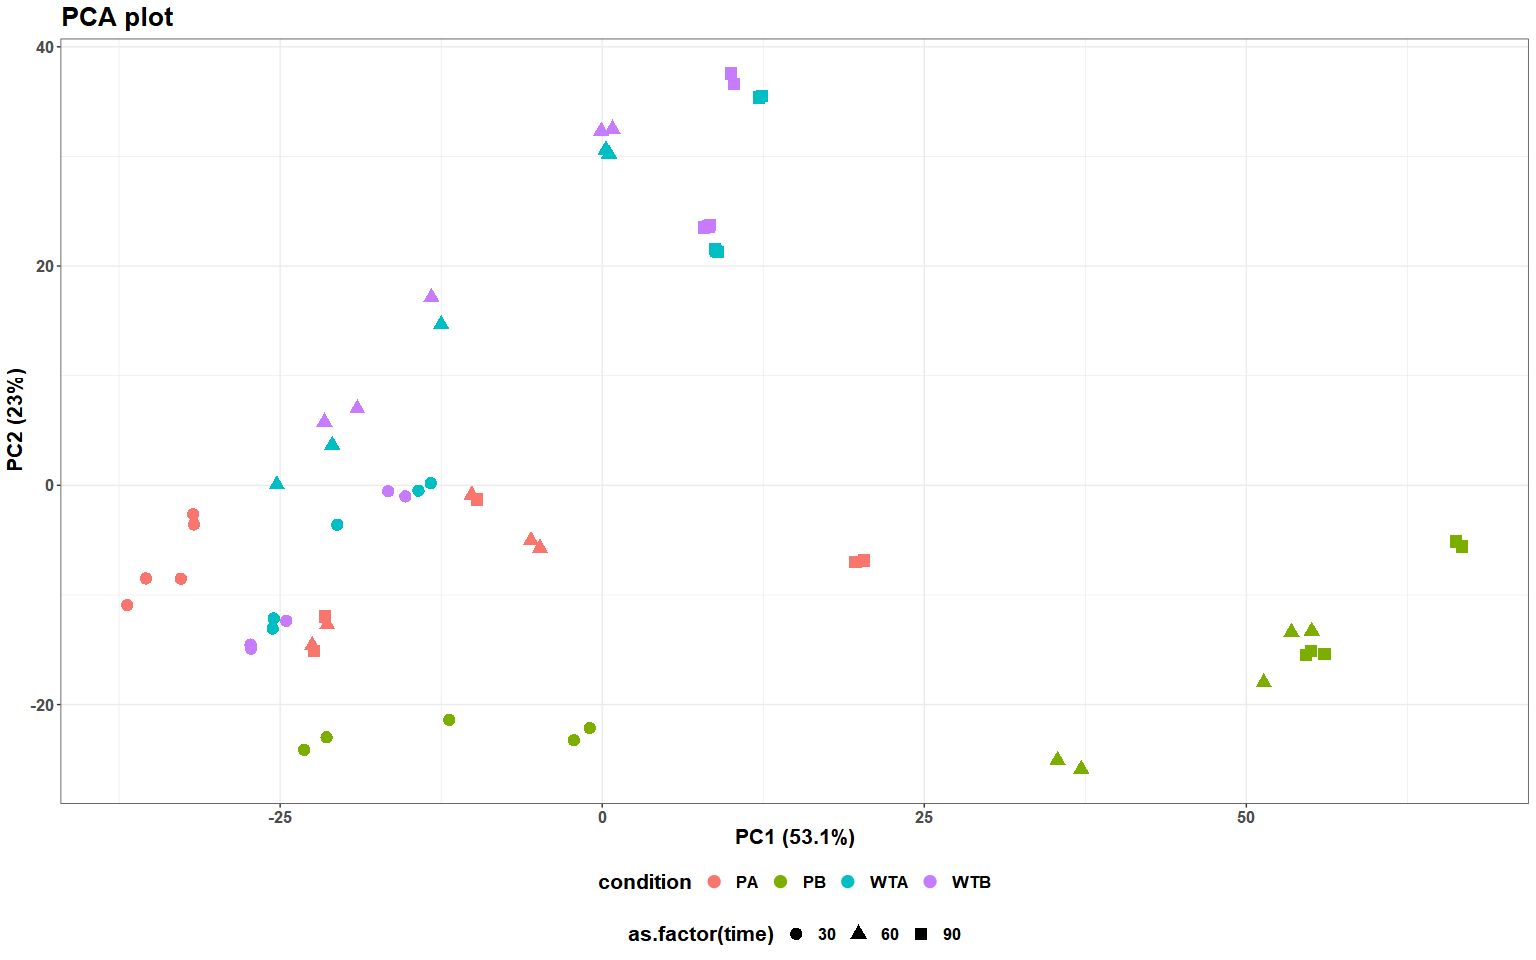 PCA plot
40
20
0
-20
PC2 (23%)
-25
0
25
50
PC1 (53.1%)
condition PA PB WTA WTB
as.factor(time) 30 60 90